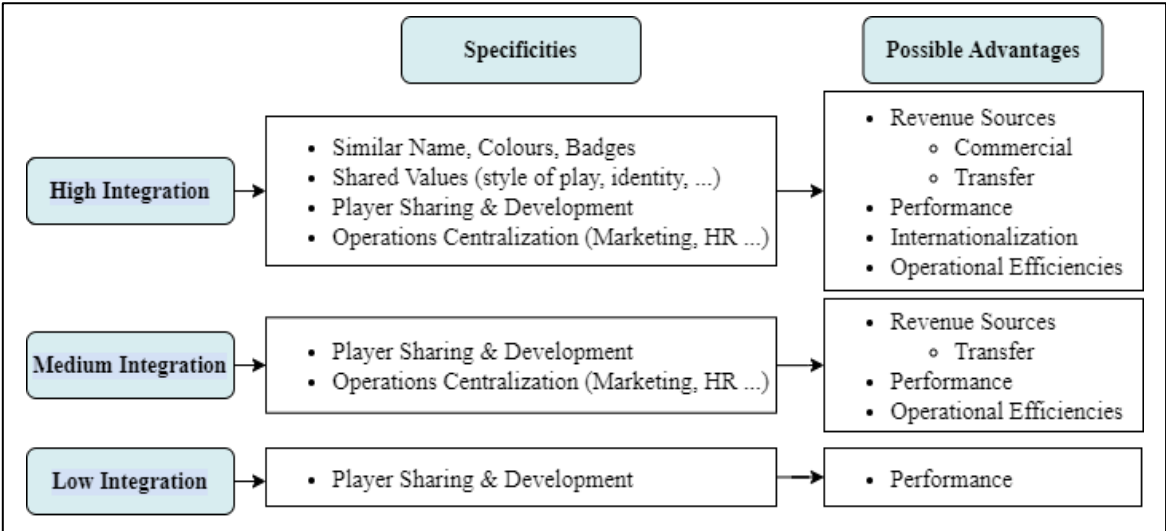 Specificities
Possible Advantages
High Integration
• Similar Name, Colours, Badges
• Shared Values (style of play, identity, ...)
• Player Sharing & Development
• Operations Centralization (Marketing, HR ...)
• Revenue Sources
○ Commercial
○ Transfer
• Performance
• Internationalization
• Operational Efficiencies
Medium Integration
• Player Sharing & Development
• Operations Centralization (Marketing, HR ...)
• Revenue Sources
○ Transfer
• Performance
• Operational Efficiencies
Low Integration
• Player Sharing & Development
• Performance